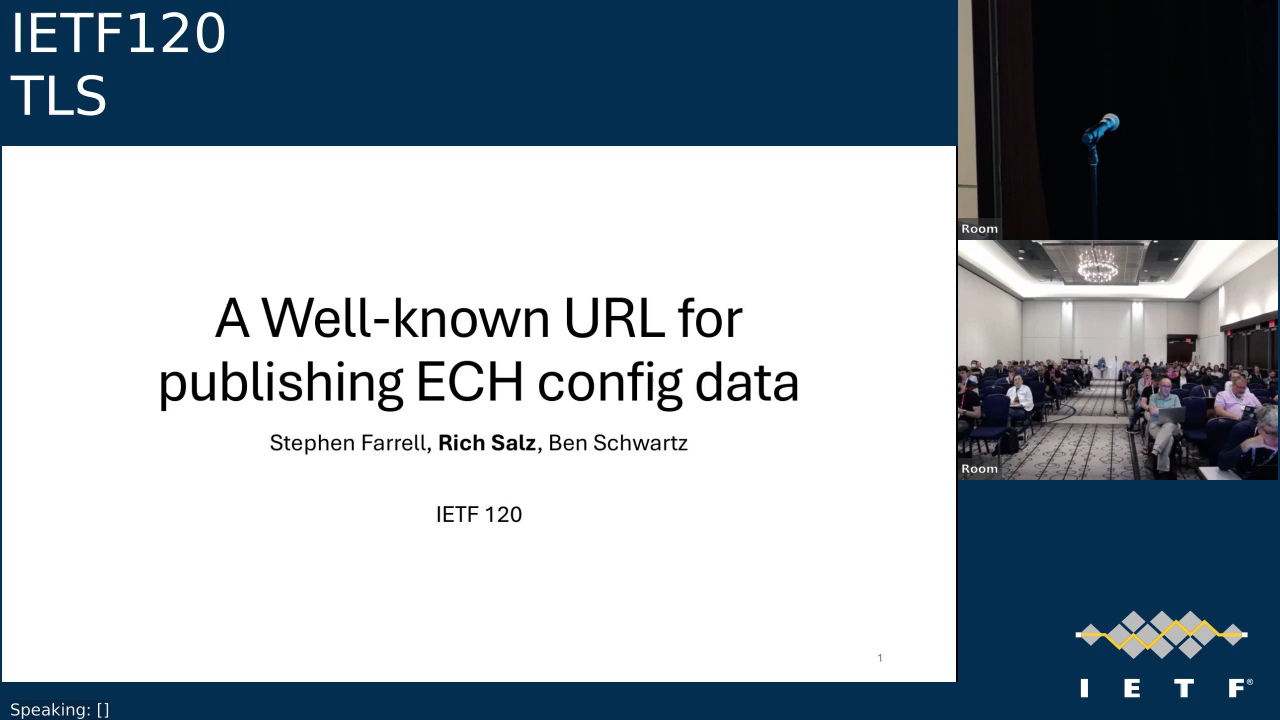 IETF120
TLS
A Well-known URL for
publishing ECH config data
Stephen Farrell, Rich Salz, Ben Schwartz
IETF 120
1
Room
Room
I E T F®
Speaking: []